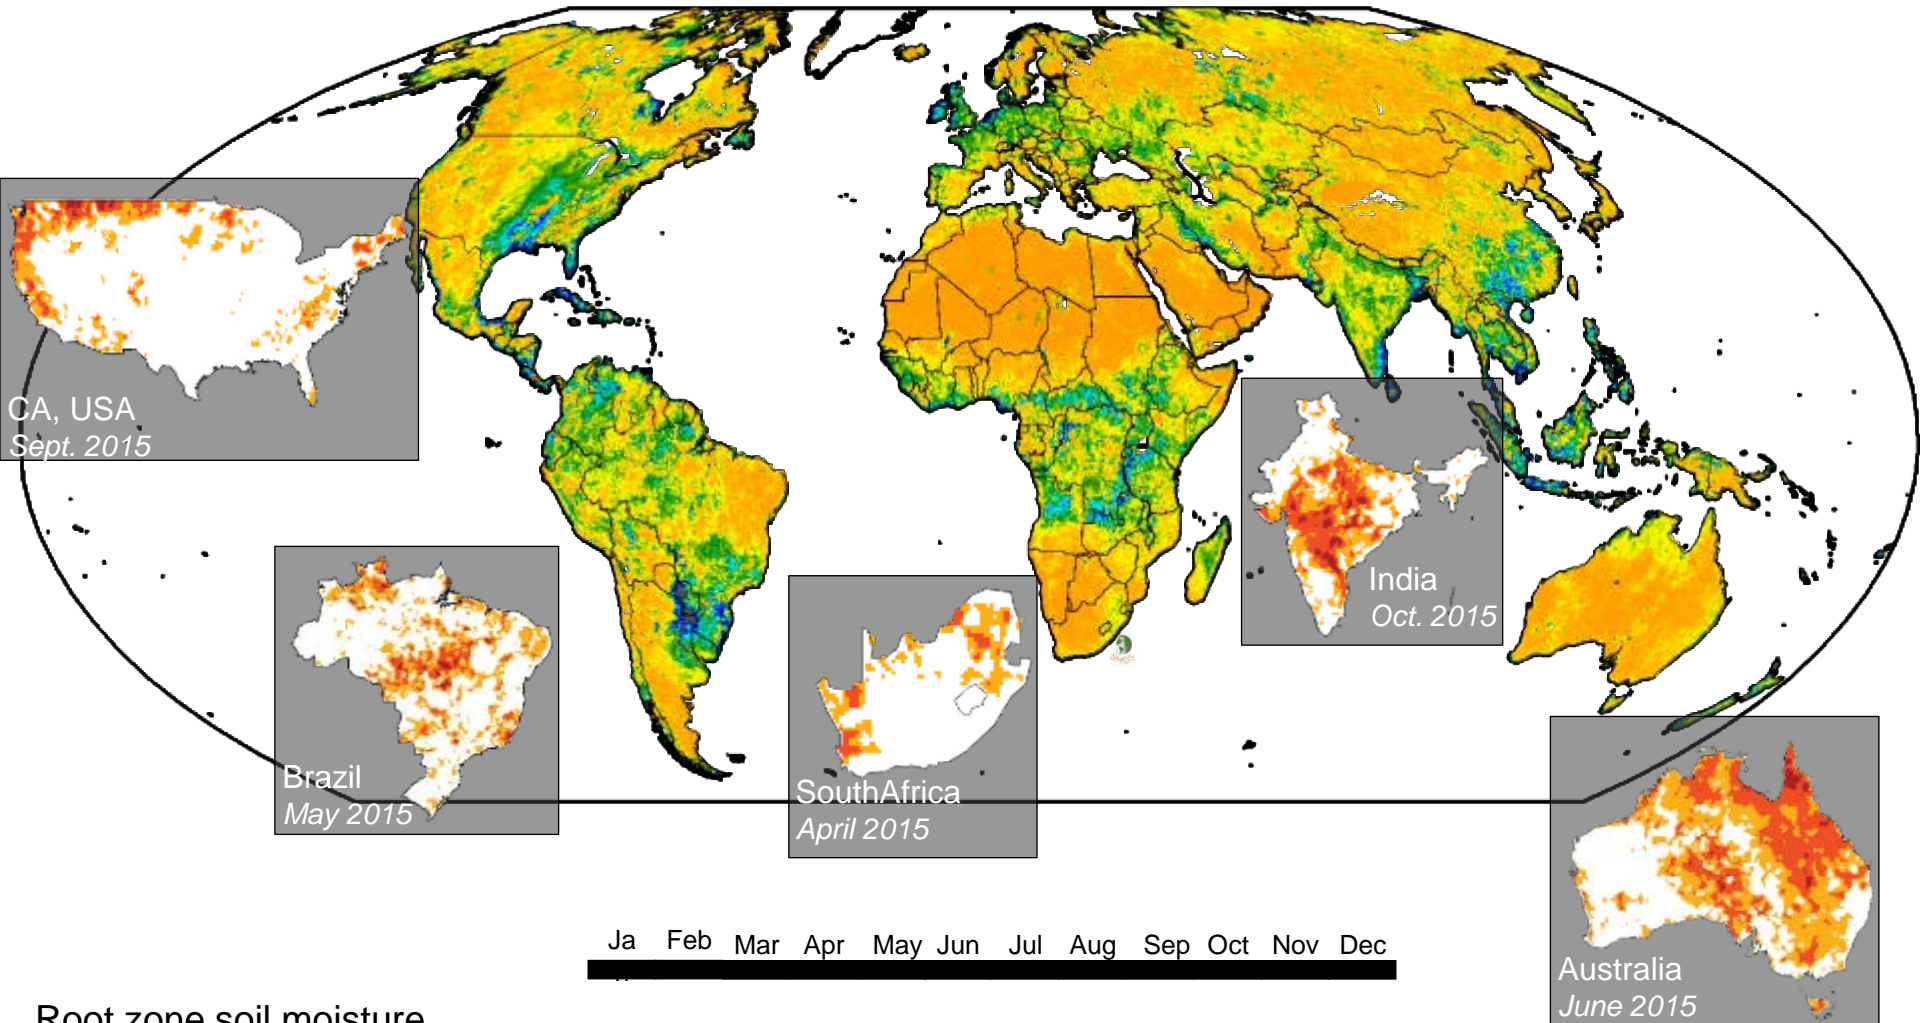 CA, USA
Sept. 2015
India
Oct. 2015
Brazil
May 2015
SouthAfrica
April 2015
Australia
June 2015
Ja Feb Mar Apr May Jun Jul Aug Sep Oct Nov Dec
Root zone soil moisture